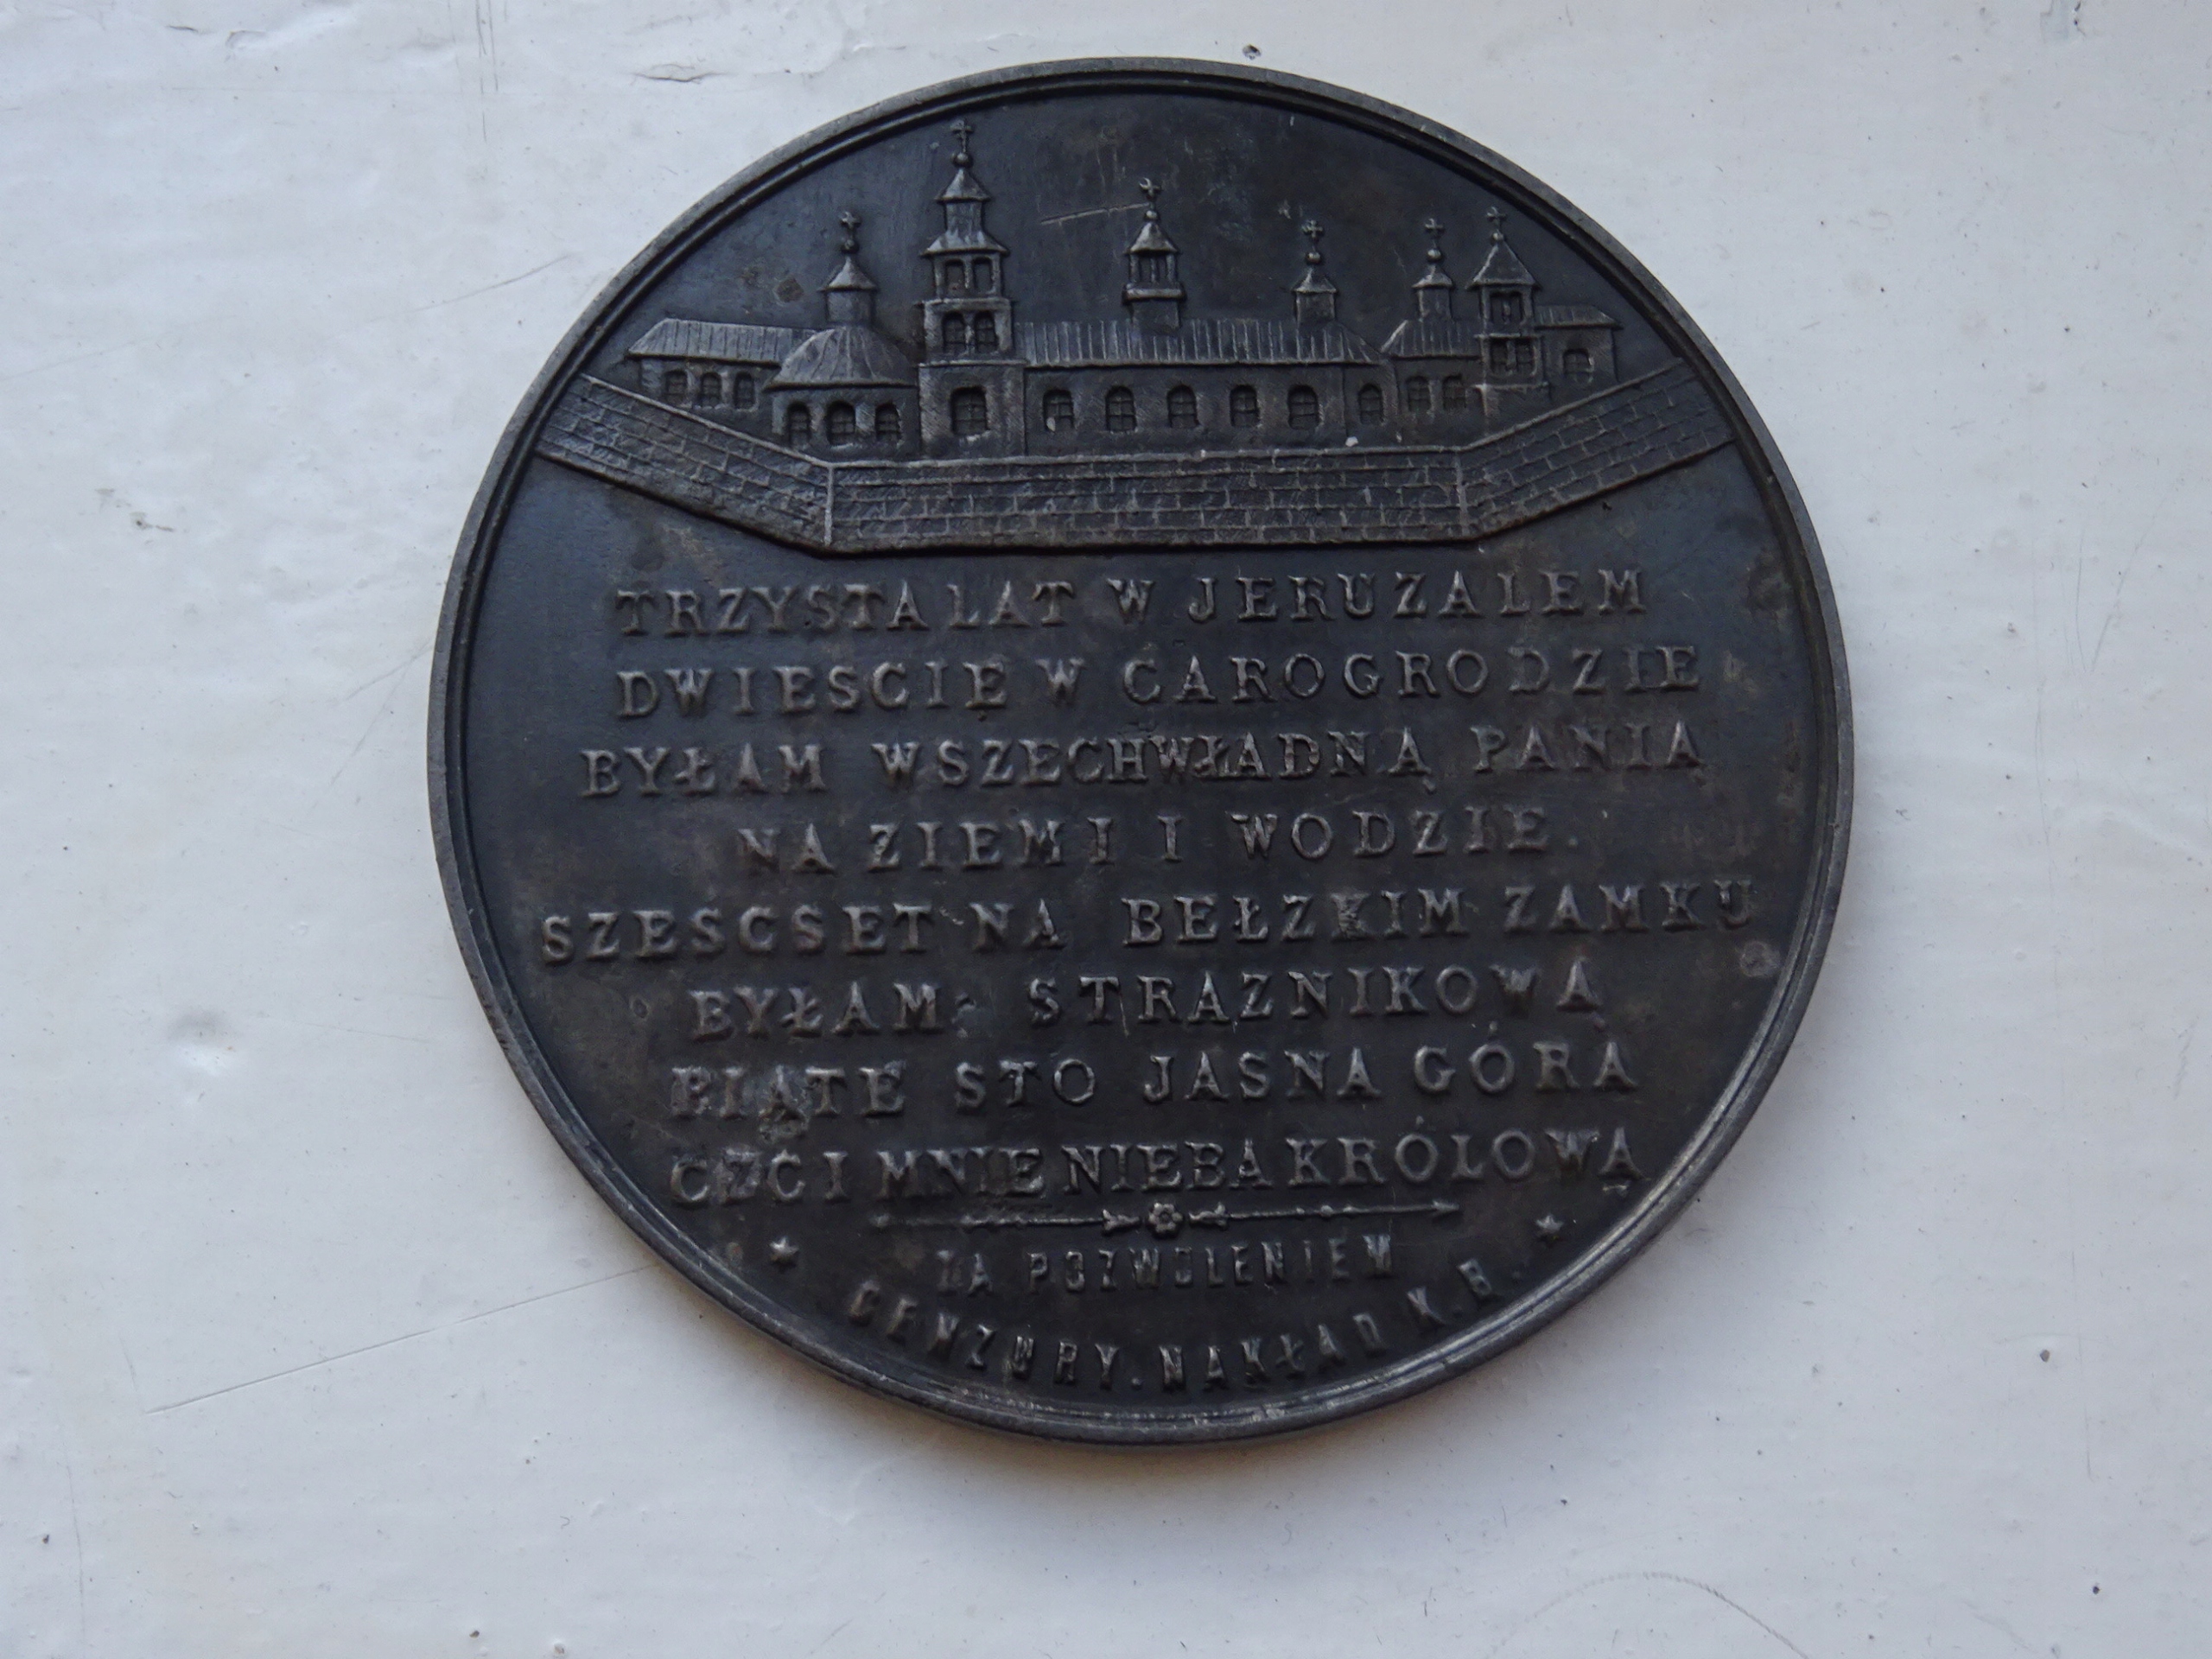 TRZYSTA LAT W JERUZALEM
DWIESCIE W CAROGRODZIE
BYŁAM WSZECHWŁADNĄ PANIĄ
NA ZIEMI I WODZIE.
SZESCSET NA BEŁZKIM ZAMKU
BYŁAM STRAZNIKOWĄ
PIĄTE STO JASNA GÓRA
CZCI MNIE NIEBA KRÓLOWĄ
ZA POZWOLENIEM
CENZURY. NAKŁAD K. B.